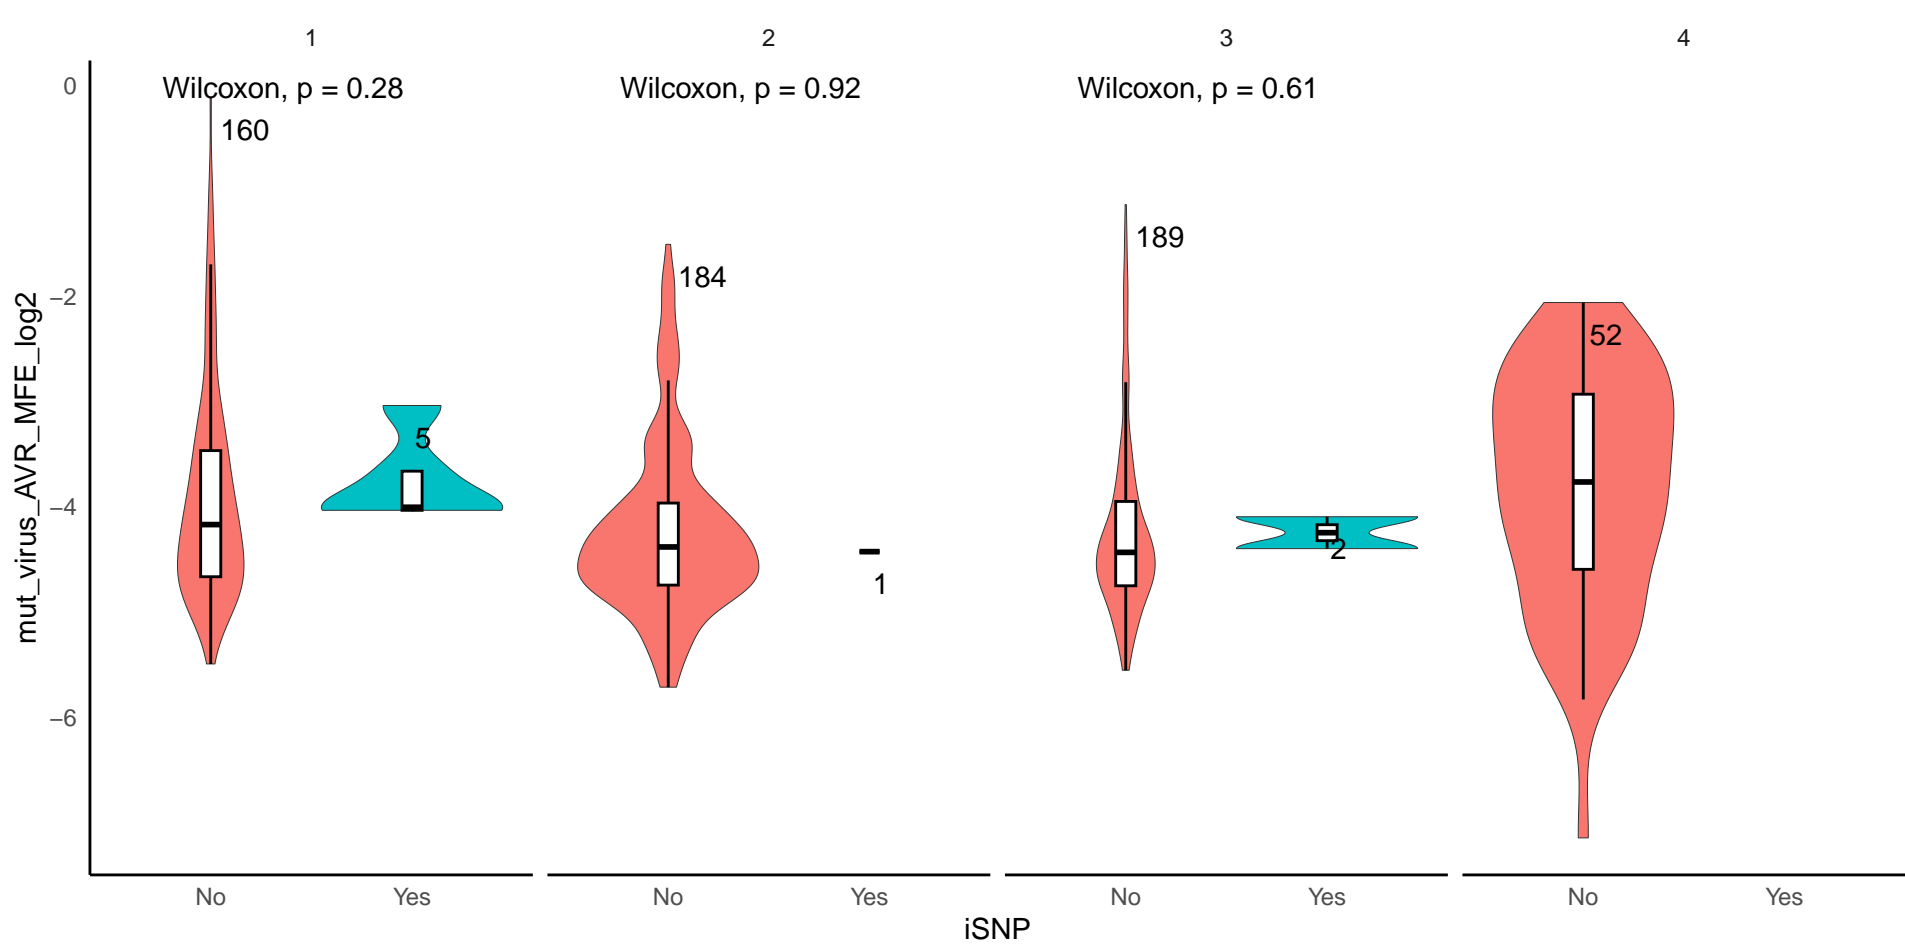 1
2
3
4
Wilcoxon, p = 0.28
Wilcoxon, p = 0.92
Wilcoxon, p = 0.61
0
−2
−4
−6
mut_virus_AVR_MFE_log2
160
5
184
1
189
2
52
No
Yes
No
Yes
No
Yes
No
Yes
iSNP